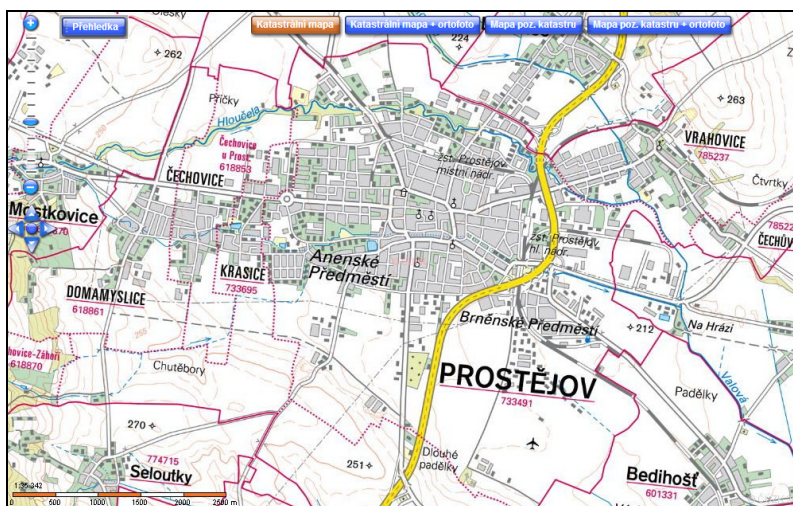 Přehledka
Katastrální mapa
Katastrální mapa + ortofoto
Mapa poz. katastru
Mapa poz. katastru + ortofoto
262
224
263
Příčky
Hloučela
Čechovice
u Prost.
618853
ČECHOVICE
žst. Prostějov
místní nádr.
VRAHOVICE
785237
Čtvrtky
Mostkovice
ČECHŮV
žst. Prostějov
hl. nádr.
KRASICE
733695
Anenské
Předměstí
DOMAMYSLICE
618861
255
Brněnské Předměstí
212
Na Hrázi
Valová
618870
Chutěbory
PROSTĚJOV
733491
Padělky
270
774715
Seloutky
251
Dlouhé
padělky
Bedihošť
601331
0 500 1000 1500 2000 2500 m